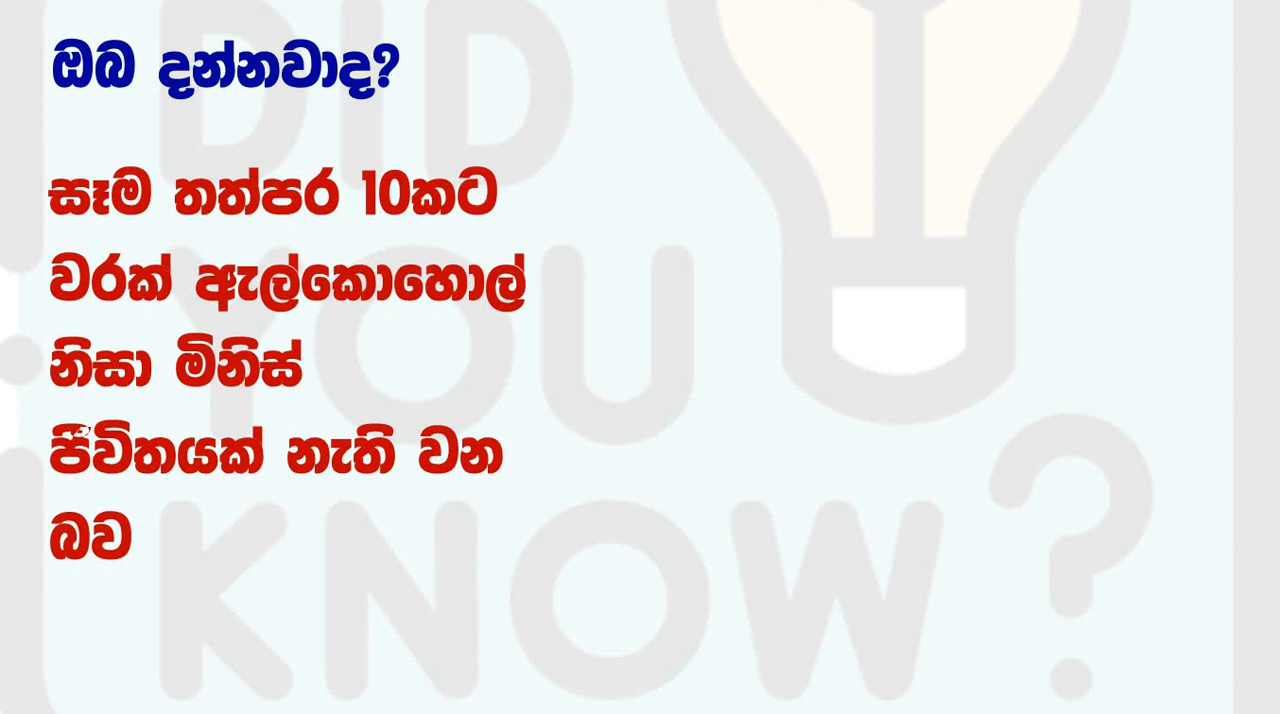 ඔබ දන්නවාද?
සෑම තත්පර 10කට
වරක් ඇල්කොහොල්
නිසා මිනිස්
ජීවිතයක් නැති වන
බව
DID
YOU
KNOW?